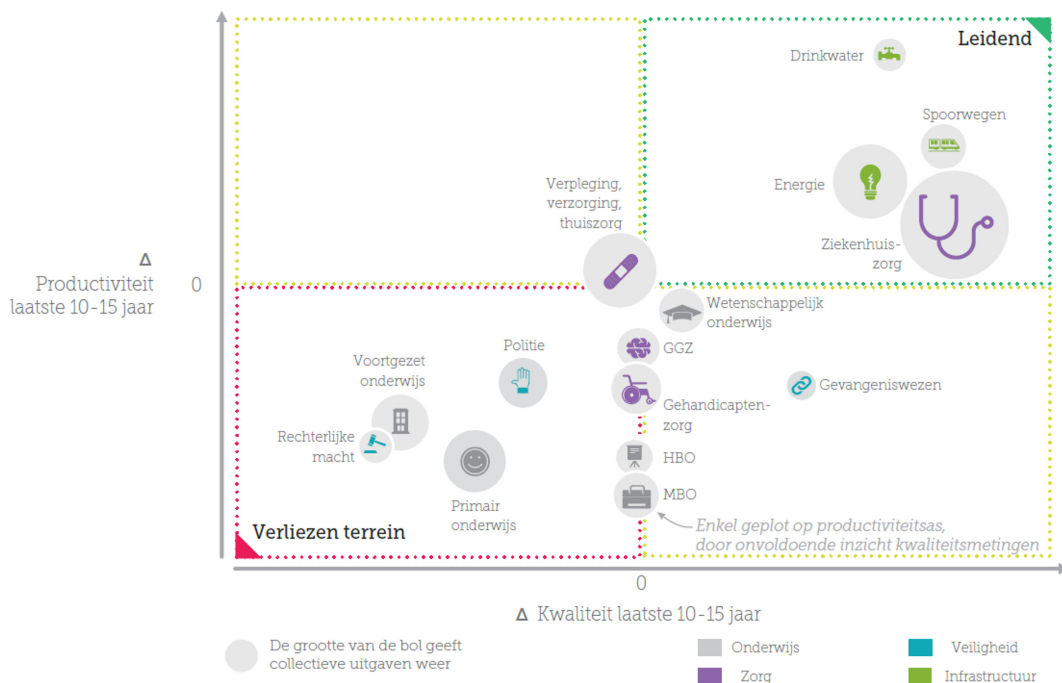 Leidend
Drinkwater
Spoorwegen
Energie
Ziekenhuis-
zorg
Verpleging,
verzorging,
thuiszorg
Δ
Productiviteit
laatste 10-15 jaar
0
Wetenschappelijk
onderwijs
GGZ
Politie
Voortgezet
onderwijs
Gevangeniswezen
Gehandicapten-
zorg
Rechterlijke
macht
HBO
MBO
Primair
onderwijs
Enkel geplot op productiviteitsas,
door onvoldoende inzicht kwaliteitsmetingen
Verliezen terrein
0
Δ Kwaliteit laatste 10-15 jaar
De grootte van de bol geeft
collectieve uitgaven weer
Onderwijs
Veiligheid
Zorg
Infrastructuur